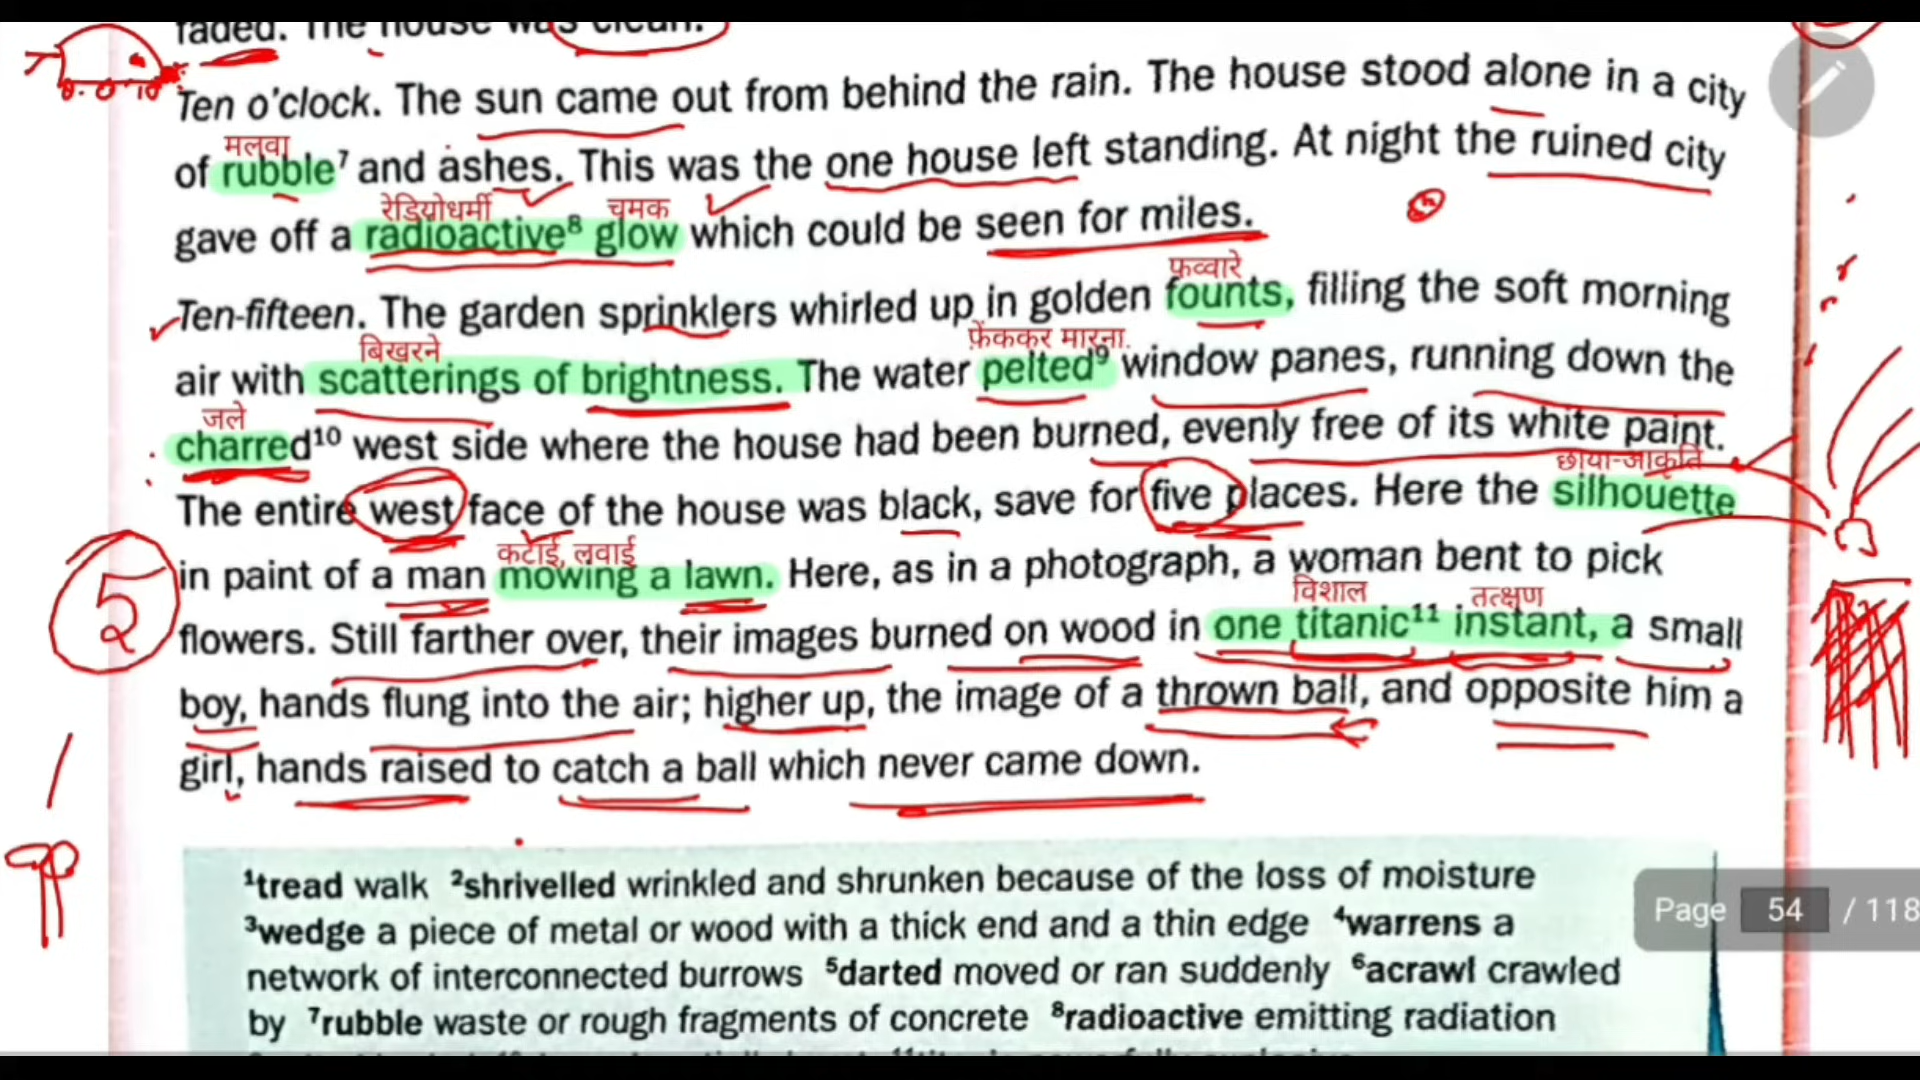 faded. The house was clean.
Ten o'clock. The sun came out from behind the rain. The house stood alone in a city
मलवा
of rubble⁷ and ashes. This was the one house left standing. At night the ruined city
रेडियोधर्मी चमक
gave off a radioactive⁸ glow which could be seen for miles.
फव्वारे
Ten-fifteen. The garden sprinklers whirled up in golden founts, filling the soft morning
बिखरने फ़ेंककर मारना.
air with scatterings of brightness. The water pelted⁹ window panes, running down the
जले
charred¹⁰ west side where the house had been burned, evenly free of its white paint.
छाया-आकृति
The entire west face of the house was black, save for five places. Here the silhouette
कटाई, लवाई
in paint of a man mowing a lawn. Here, as in a photograph, a woman bent to pick
विशाल तत्क्षण
flowers. Still farther over, their images burned on wood in one titanic¹¹ instant, a small
5
boy, hands flung into the air; higher up, the image of a thrown ball, and opposite him a
girl, hands raised to catch a ball which never came down.
¹tread walk ²shrivelled wrinkled and shrunken because of the loss of moisture
³wedge a piece of metal or wood with a thick end and a thin edge ⁴warrens a
network of interconnected burrows ⁵darted moved or ran suddenly ⁶acrawl crawled
by ⁷rubble waste or rough fragments of concrete ⁸radioactive emitting radiation
Page 54 / 118